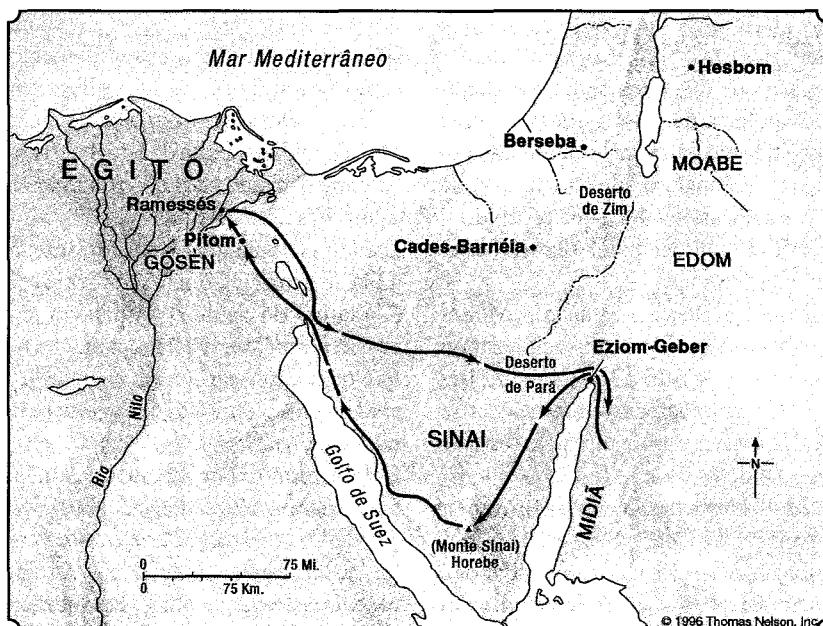 Mar Mediterrâneo
Hesbom
E G I T O
Berseba
MOABE
Ramessés
Deserto
de Zim
Pitom
Cades-Barnéia
GÓSEN
EDOM
Eziom-Geber
Deserto
de Parã
SINAI
Rio Nilo
Golfo de Suez
MIDIÃ
N
(Monte Sinai)
Horebe
0 75 Mi.
0 75 Km.
© 1996 Thomas Nelson, Inc